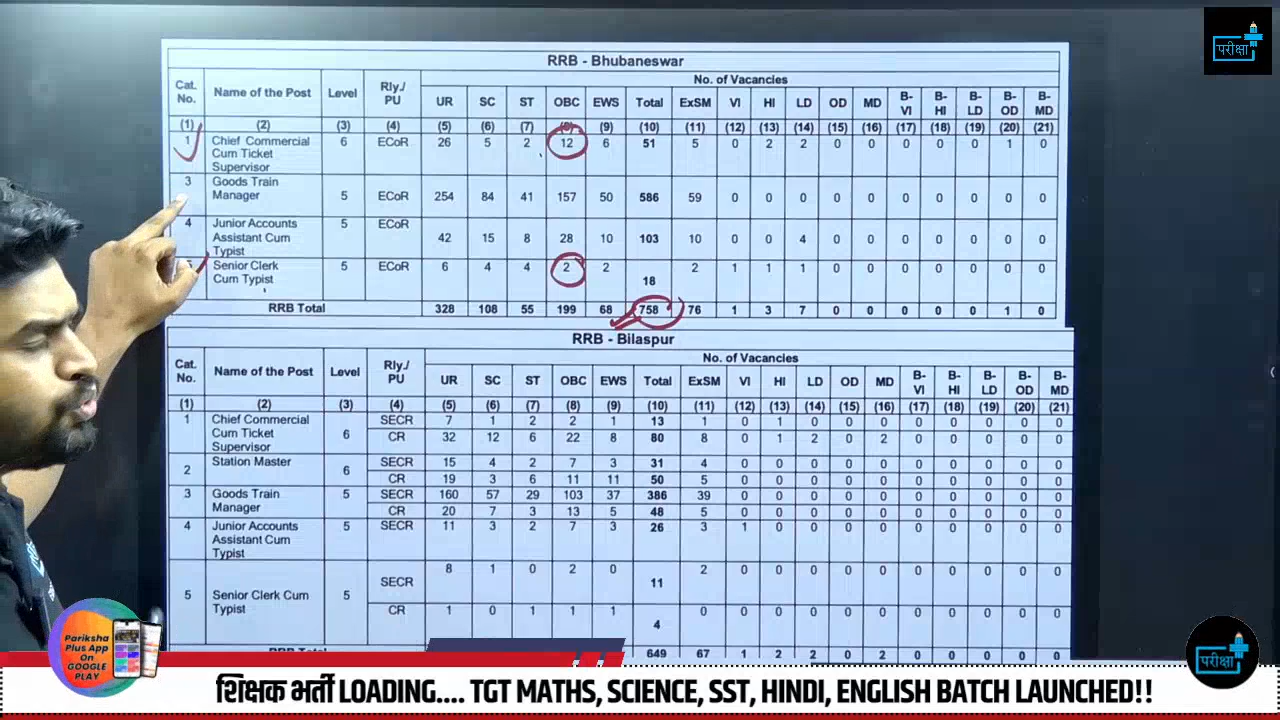 परीक्षा
RRB - Bhubaneswar
Cat. No. Name of the Post Level Rly./ PU No. of Vacancies
UR SC ST OBC EWS Total ExSM VI HI LD OD MD B-VI B-HI B-LD B-OD B-MD
(1) (2) (3) (4) (5) (6) (7) (8) (9) (10) (11) (12) (13) (14) (15) (16) (17) (18) (19) (20) (21)
1 Chief Commercial Cum Ticket Supervisor 6 ECoR 26 5 2 12 6 51 5 0 2 2 0 0 0 0 0 1 0
3 Goods Train Manager 5 ECoR 254 84 41 157 50 586 59 0 0 0 0 0 0 0 0 0 0
4 Junior Accounts Assistant Cum Typist 5 ECoR 42 15 8 28 10 103 10 0 0 4 0 0 0 0 0 0 0
Senior Clerk Cum Typist 5 ECoR 6 4 4 2 2 18 2 1 1 1 0 0 0 0 0 0 0
RRB Total 328 108 55 199 68 758 76 1 3 7 0 0 0 0 0 1 0
RRB - Bilaspur
Cat. No. Name of the Post Level Rly./ PU No. of Vacancies
UR SC ST OBC EWS Total ExSM VI HI LD OD MD B-VI B-HI B-LD B-OD B-MD
(1) (2) (3) (4) (5) (6) (7) (8) (9) (10) (11) (12) (13) (14) (15) (16) (17) (18) (19) (20) (21)
1 Chief Commercial Cum Ticket Supervisor 6 SECR 7 1 2 2 1 13 1 0 1 0 0 0 0 0 0 0 0
CR 32 12 6 22 8 80 8 0 1 2 0 2 0 0 0 0 0
2 Station Master 6 SECR 15 4 2 7 3 31 4 0 0 0 0 0 0 0 0 0 0
CR 19 3 6 11 11 50 5 0 0 0 0 0 0 0 0 0 0
3 Goods Train Manager 5 SECR 160 57 29 103 37 386 39 0 0 0 0 0 0 0 0 0 0
CR 20 7 3 13 5 48 5 0 0 0 0 0 0 0 0 0 0
4 Junior Accounts Assistant Cum Typist 5 SECR 11 3 2 7 3 26 3 1 0 0 0 0 0 0 0 0 0
5 Senior Clerk Cum Typist 5 SECR 8 1 0 2 0 11 2 0 0 0 0 0 0 0 0 0 0
CR 1 0 1 1 1 4 0 0 0 0 0 0 0 0 0 0 0
649 67 1 2 2 0 2 0 0 0 0 0
Pariksha
Plus App
On
GOOGLE
PLAY
परीक्षा
शिक्षक भर्ती LOADING.... TGT MATHS, SCIENCE, SST, HINDI, ENGLISH BATCH LAUNCHED!!